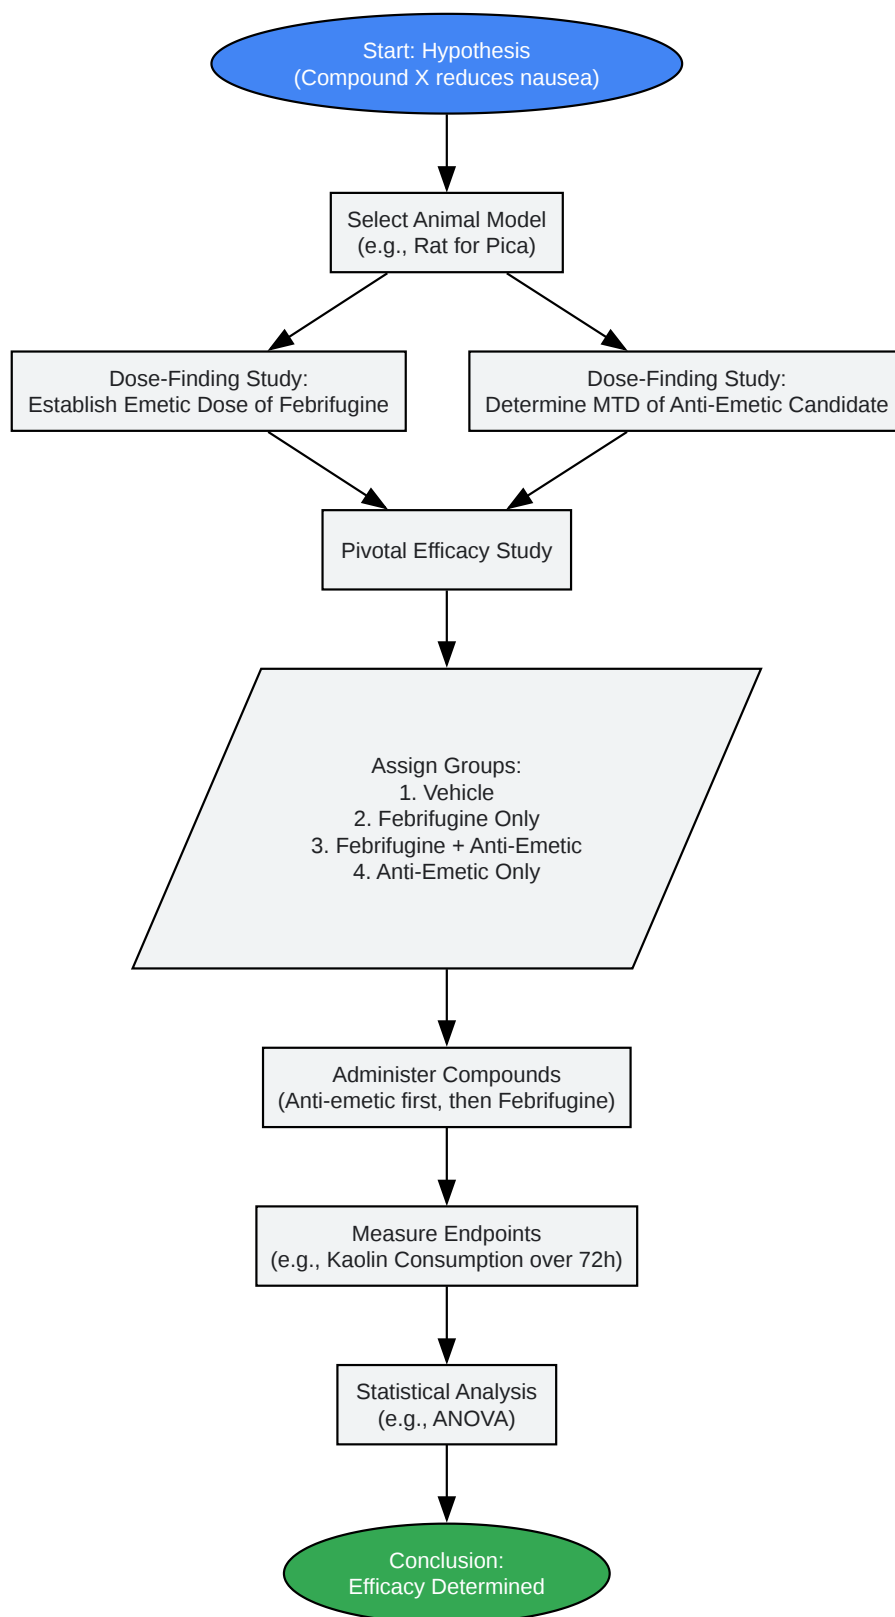 Start: Hypothesis
(Compound X reduces nausea)
Select Animal Model
(e.g., Rat for Pica)
Dose-Finding Study:
Establish Emetic Dose of Febrifugine
Dose-Finding Study:
Determine MTD of Anti-Emetic Candidate
Pivotal Efficacy Study
Assign Groups:
1. Vehicle
2. Febrifugine Only
3. Febrifugine + Anti-Emetic
4. Anti-Emetic Only
Administer Compounds
(Anti-emetic first, then Febrifugine)
Measure Endpoints
(e.g., Kaolin Consumption over 72h)
Statistical Analysis
(e.g., ANOVA)
Conclusion:
Efficacy Determined